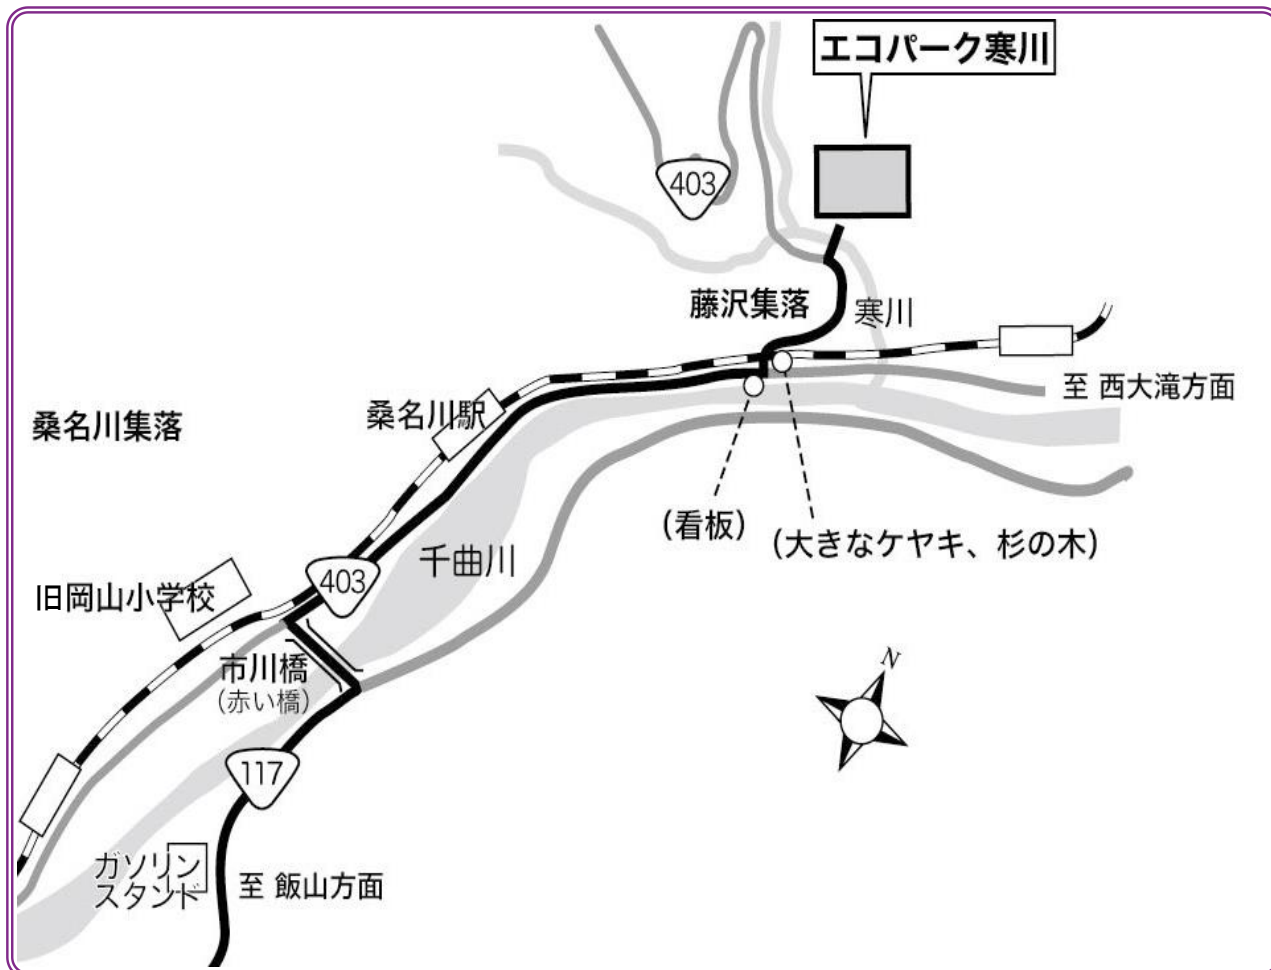 エコパーク寒川
403
藤沢集落
寒川
至 西大滝方面
桑名川駅
桑名川集落
(看板)
(大きなケヤキ、杉の木)
千曲川
403
旧岡山小学校
市川橋
(赤い橋)
N
117
ガソリン
スタンド
至 飯山方面